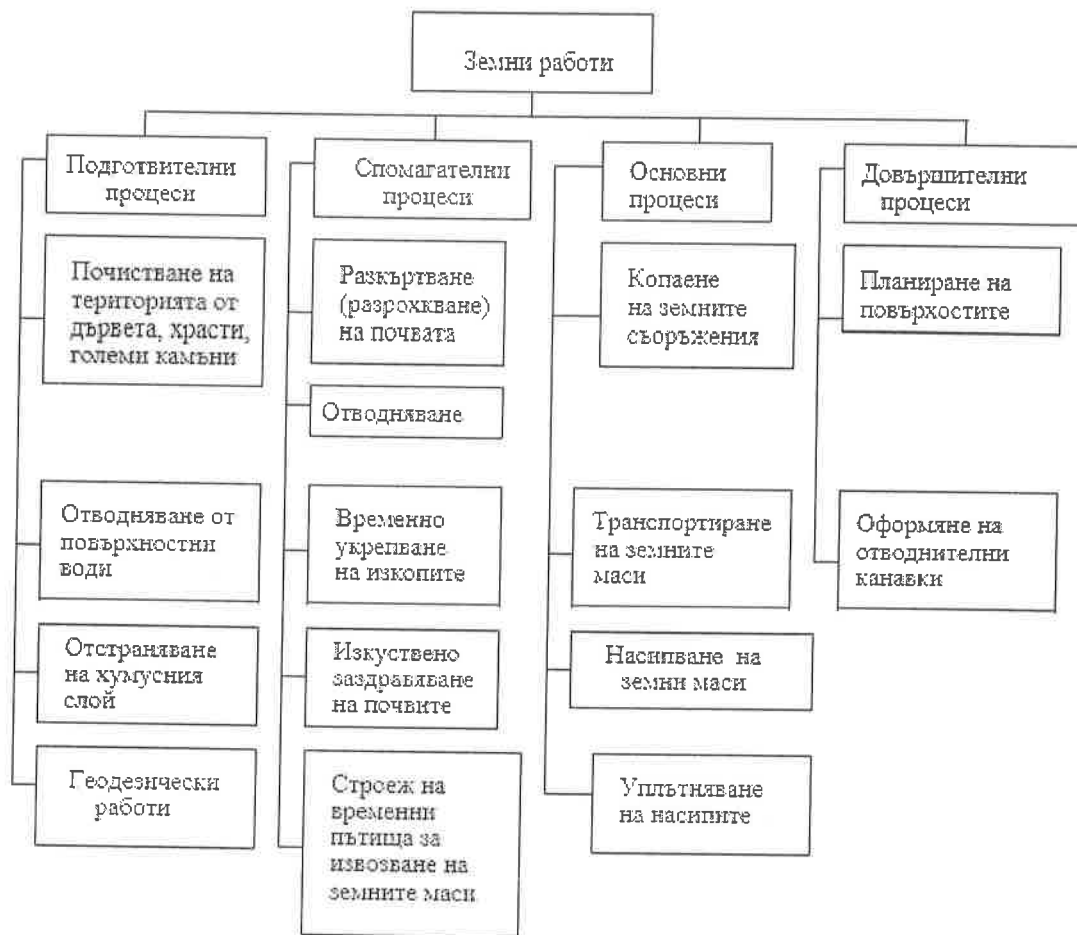 Земни работи
Подготвителни
процеси
Почистване на
територията от
дървета, храсти,
големи камъни
Отводняване от
повърхностни
води
Отстраняване
на хумусния
слой
Геодезически
работи
Спомагателни
процеси
Разкъртване
(разрохкване)
на почвата
Отводняване
Временно
укрепване
на изкопите
Изкуствено
заздравяване
на почвите
Строеж на
временни
пътища за
извозване на
земните маси
Основни
процеси
Копаене
на земните
съоръжения
Транспортиране
на земните
маси
Насипване на
земни маси
Уплътняване
на насипите
Довършителни
процеси
Планиране на
повърхостите
Оформяне на
отводнителни
канавки